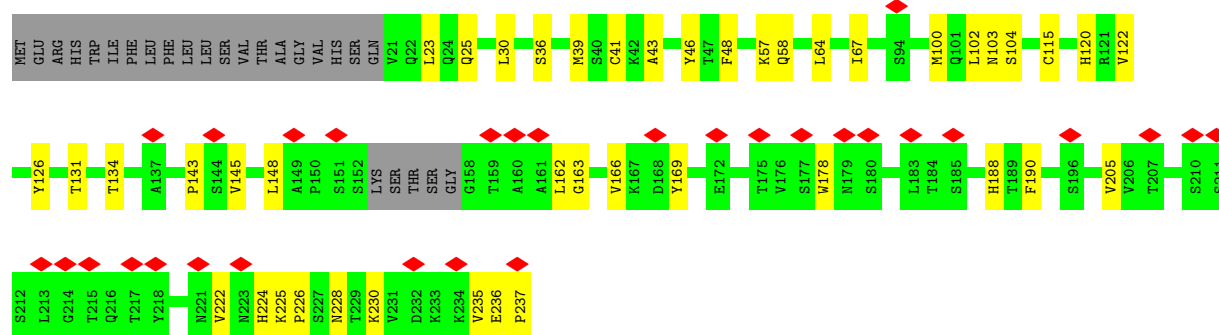 MET GLU ARG HIS TRP ILE PHE LEU PHE LEU LEU SER VAL THR ALA GLY VAL HIS SER GLN V21 Q22 L23 Q24 Q25 L30 S36 M39 S40 C41 K42 A43 Y46 T47 F48 K57 Q58 L64 I67 S94 M100 Q101 L102 N103 S104 C115 H120 R121 V122
Y126 T131 T134 A137 P143 S144 V145 L148 A149 P150 S151 S152 LYS SER THR SER GLY G158 T159 A160 A161 L162 G163 V166 K167 D168 Y169 E172 T175 V176 S177 W178 N179 S180 L183 T184 S185 H188 T189 F190 S196 V205 V206 T207 S210
S212 L213 G214 T215 Q216 T217 Y218 N221 V222 N223 H224 K225 P226 S227 N228 T229 K230 V231 D232 K233 K234 V235 E236 P237